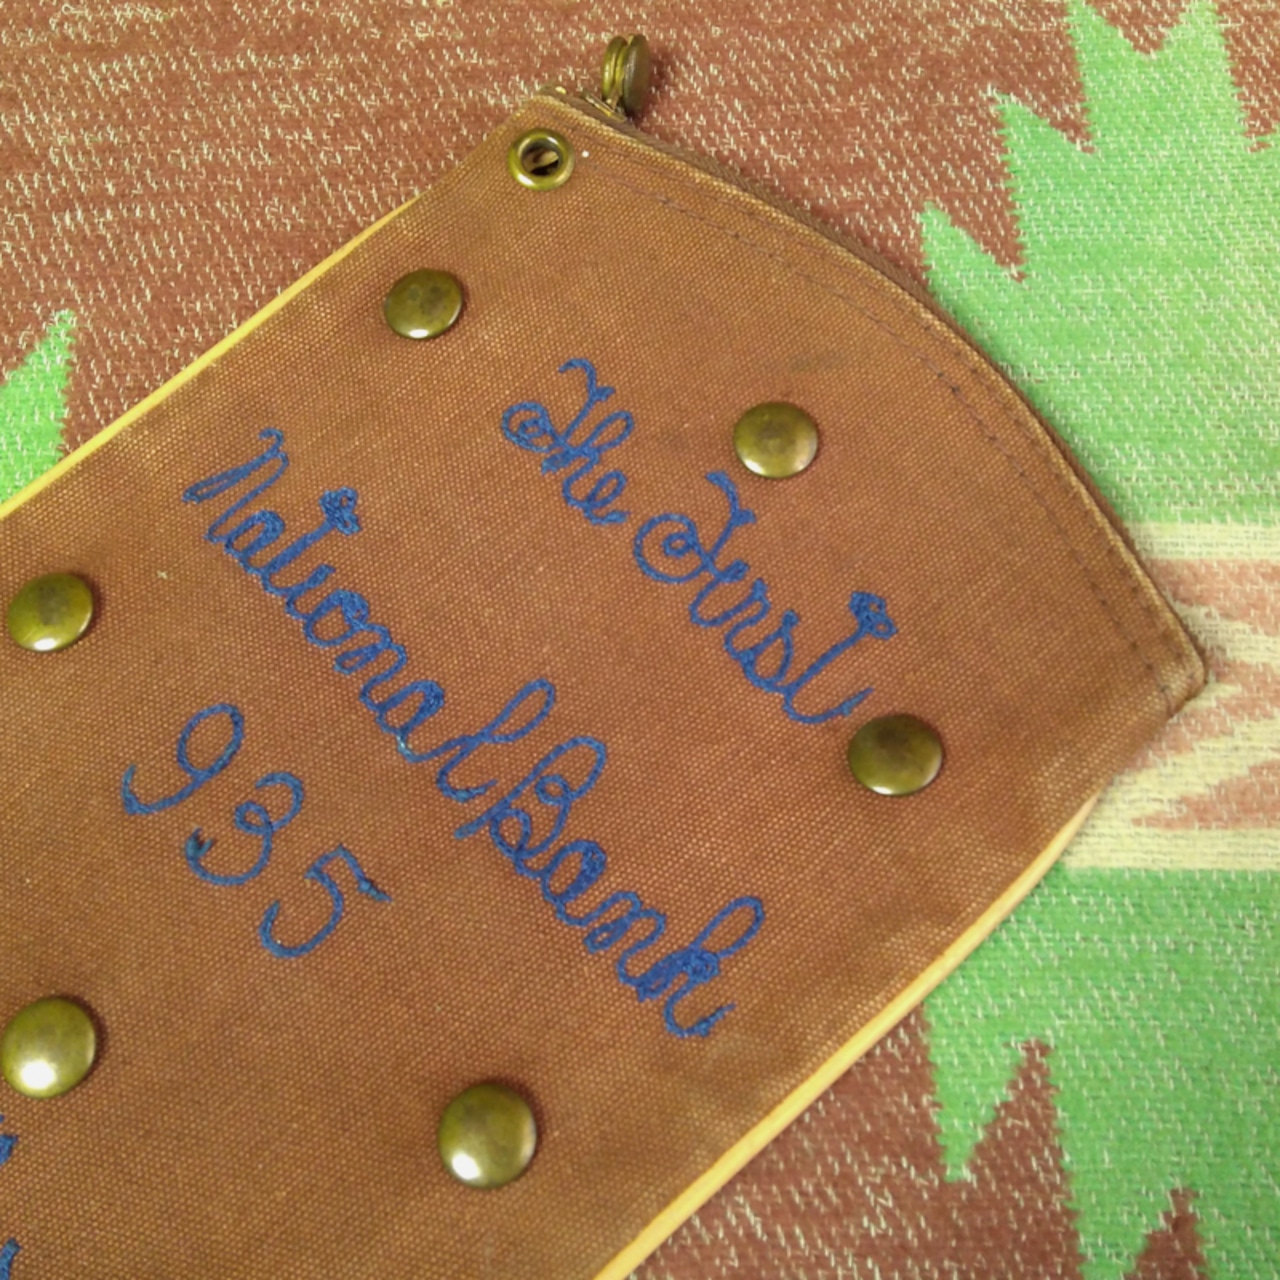 The First
National Bank
935